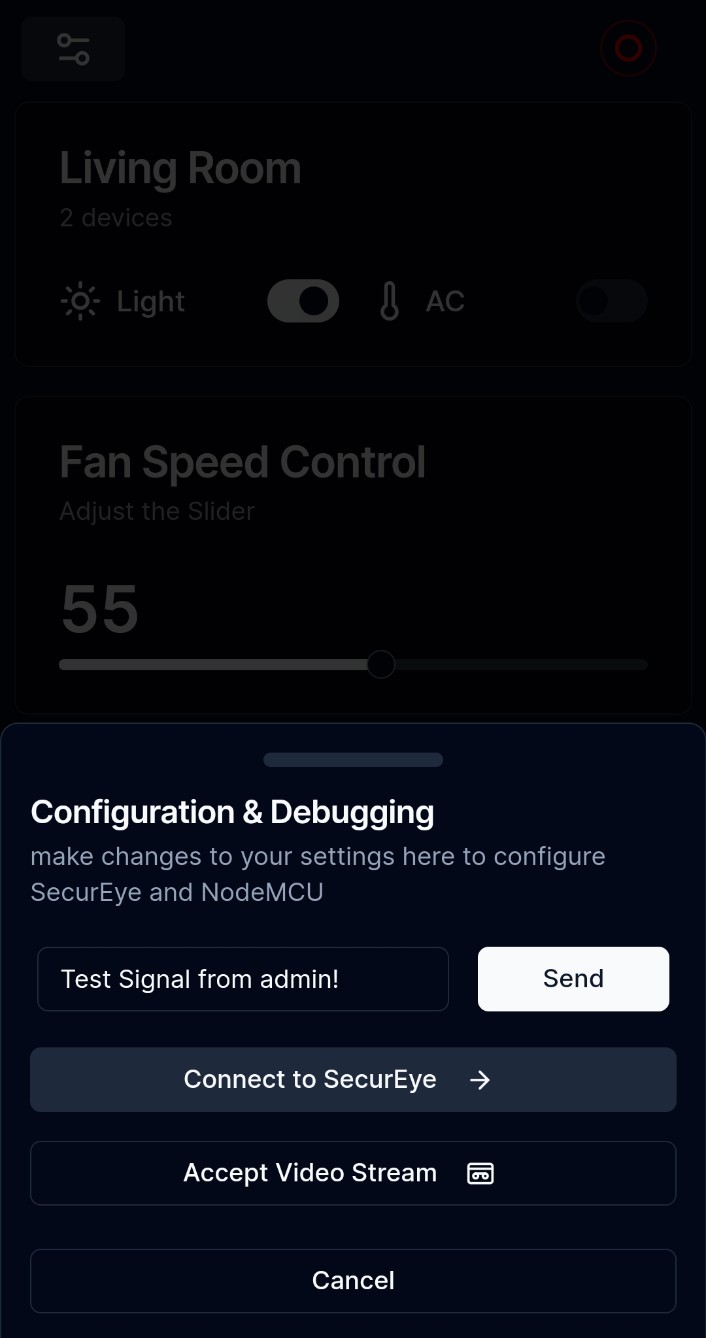 Living Room
2 devices
Light
AC
Fan Speed Control
Adjust the Slider
55
Configuration & Debugging
make changes to your settings here to configure
SecurEye and NodeMCU
Test Signal from admin!
Send
Connect to SecurEye
Accept Video Stream
Cancel